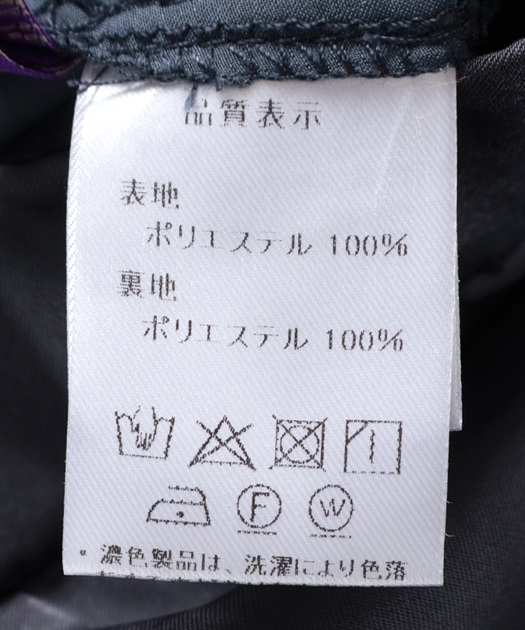 品質表示
表地
ポリエステル 100%
裏地
ポリエステル 100%
F W
・濃色製品は、洗濯により色落